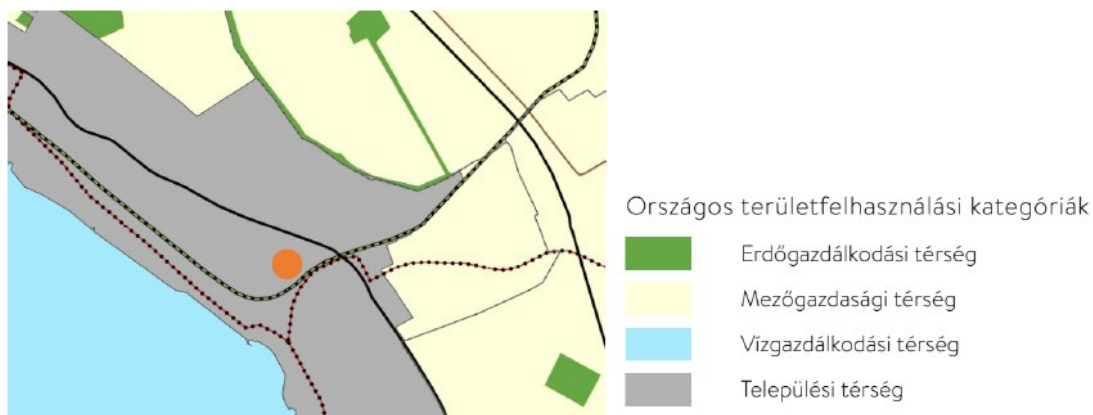 Országos területfelhasználási kategóriák
Erdőgazdálkodási térség
Mezőgazdasági térség
Vízgazdálkodási térség
Települési térség